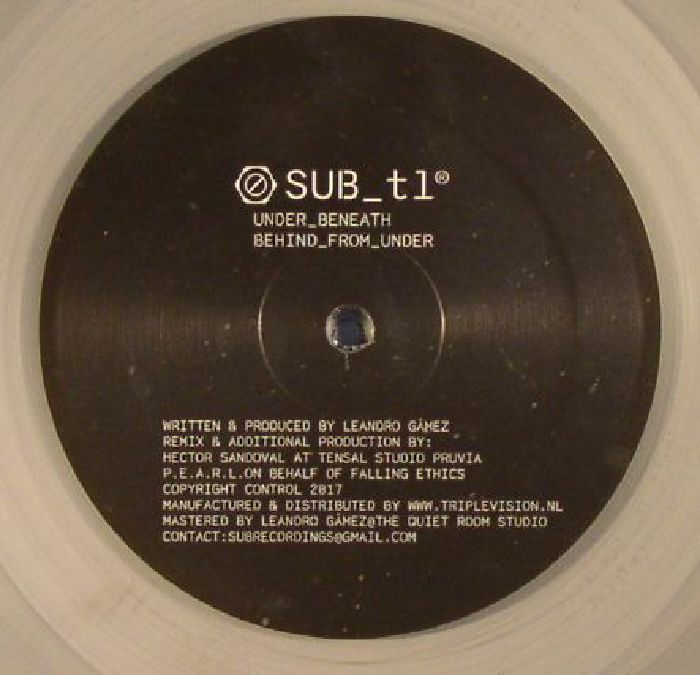 SUB_tl®
UNDER_BENEATH
BEHIND_FROM_UNDER
WRITTEN & PRODUCED BY LEANDRO GÁMEZ
REMIX & ADDITIONAL PRODUCTION BY:
HECTOR SANDOVAL AT TENSAL STUDIO PRUVIA
P.E.A.R.L.ON BEHALF OF FALLING ETHICS
COPYRIGHT CONTROL 2017
MANUFACTURED & DISTRIBUTED BY WWW.TRIPLEVISION.NL
MASTERED BY LEANDRO GÁMEZ@THE QUIET ROOM STUDIO
CONTACT:SUBRECORDINGS@GMAIL.COM